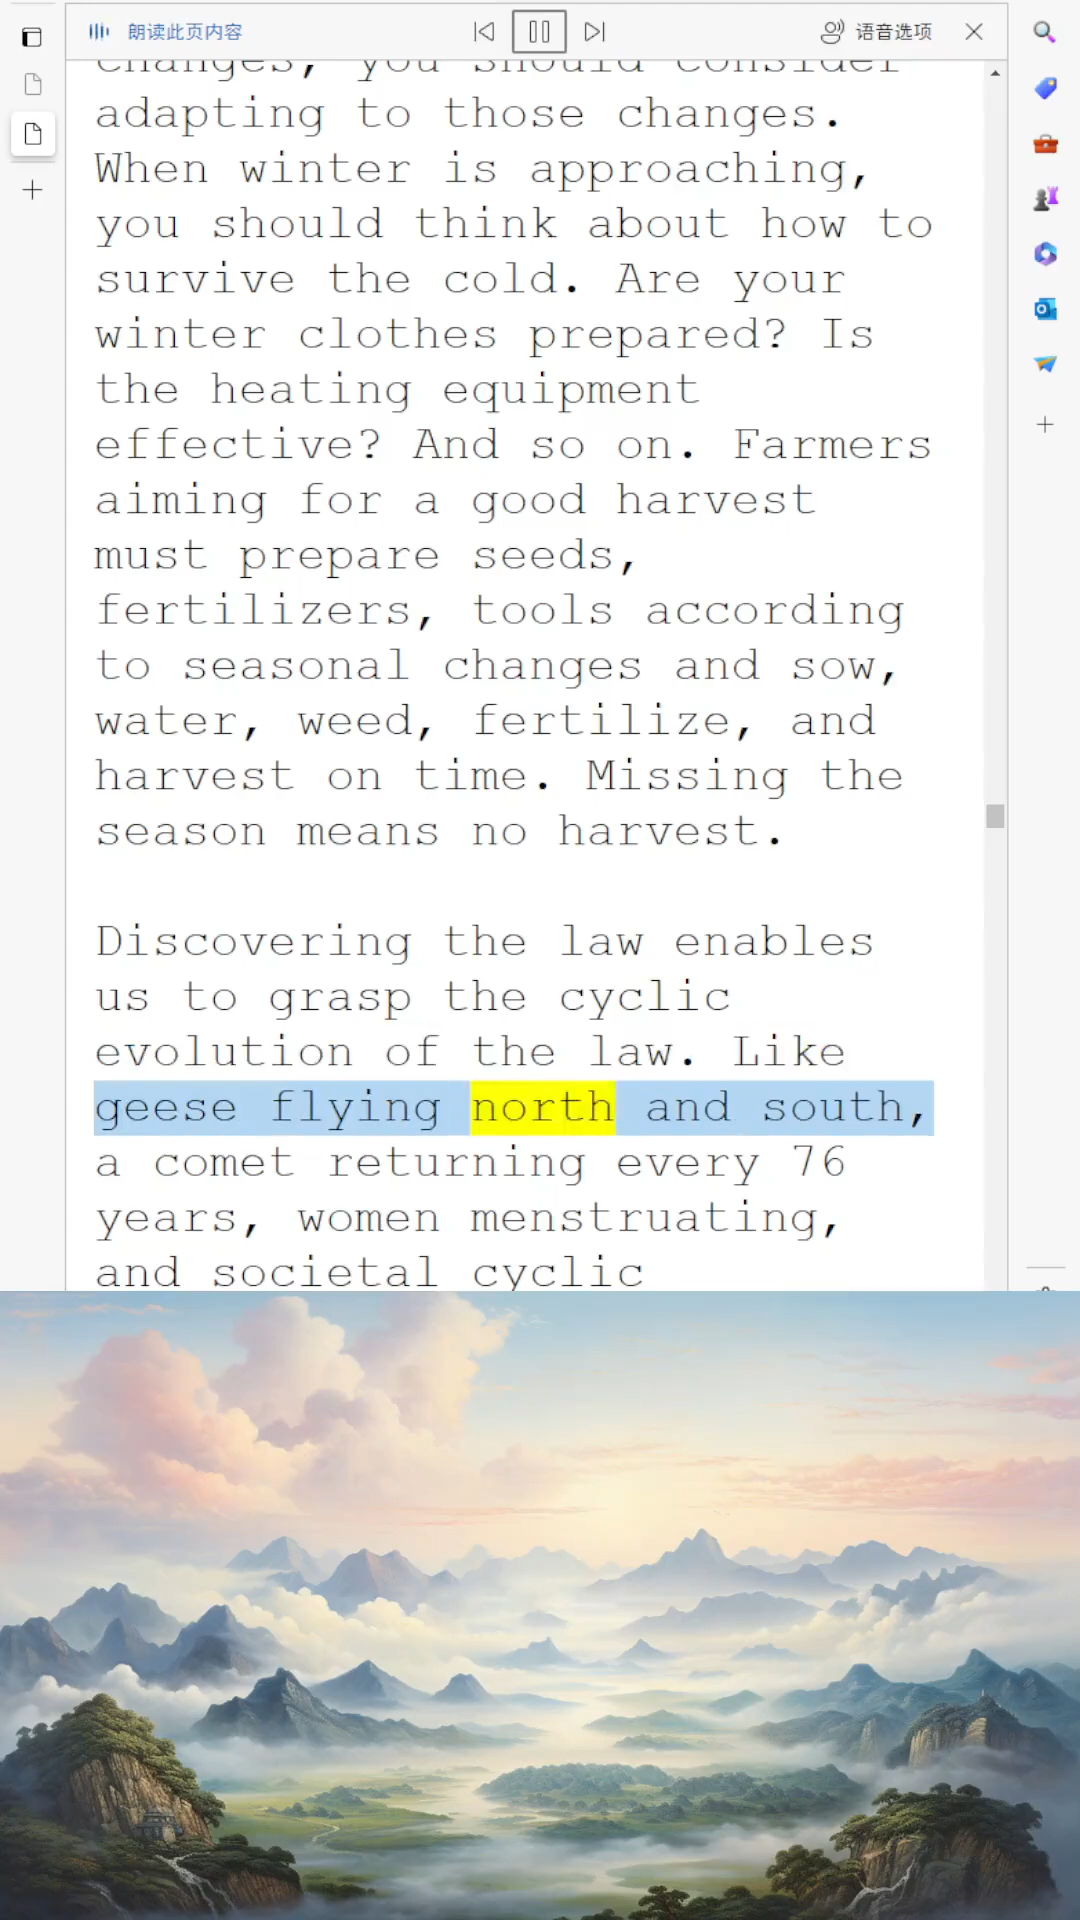 朗读此页内容
语音选项
changes, you should consider
adapting to those changes.
When winter is approaching,
you should think about how to
survive the cold. Are your
winter clothes prepared? Is
the heating equipment
effective? And so on. Farmers
aiming for a good harvest
must prepare seeds,
fertilizers, tools according
to seasonal changes and sow,
water, weed, fertilize, and
harvest on time. Missing the
season means no harvest.
Discovering the law enables
us to grasp the cyclic
evolution of the law. Like
geese flying north and south,
a comet returning every 76
years, women menstruating,
and societal cyclic